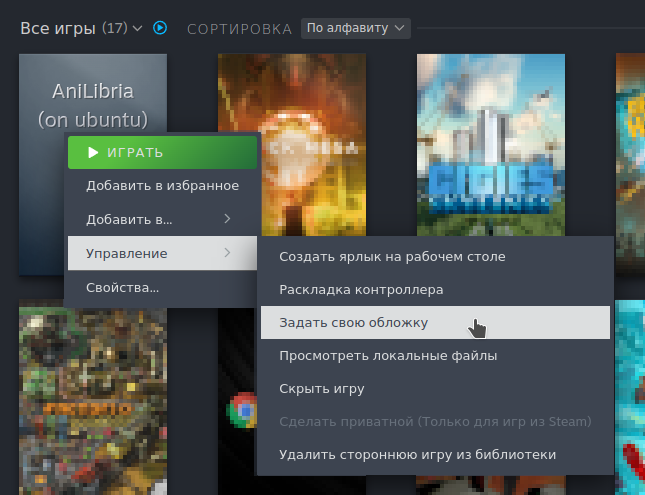 Все игры (17)
СОРТИРОВКА По алфавиту
AniLibria
(on ubuntu)
ИГРАТЬ
Добавить в избранное
Добавить в...
Управление
Свойства...
Создать ярлык на рабочем столе
Раскладка контроллера
Задать свою обложку
Просмотреть локальные файлы
Скрыть игру
Сделать приватной (Только для игр из Steam)
Удалить стороннюю игру из библиотеки